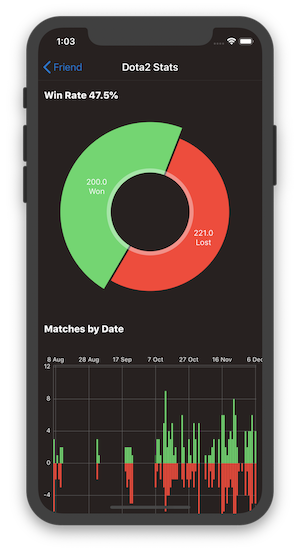 1:03
Friend
Dota2 Stats
Win Rate 47.5%
200.0
Won
221.0
Lost
Matches by Date
8 Aug 28 Aug 17 Sep 7 Oct 27 Oct 16 Nov 6 Dec
12
8
4
0
-4